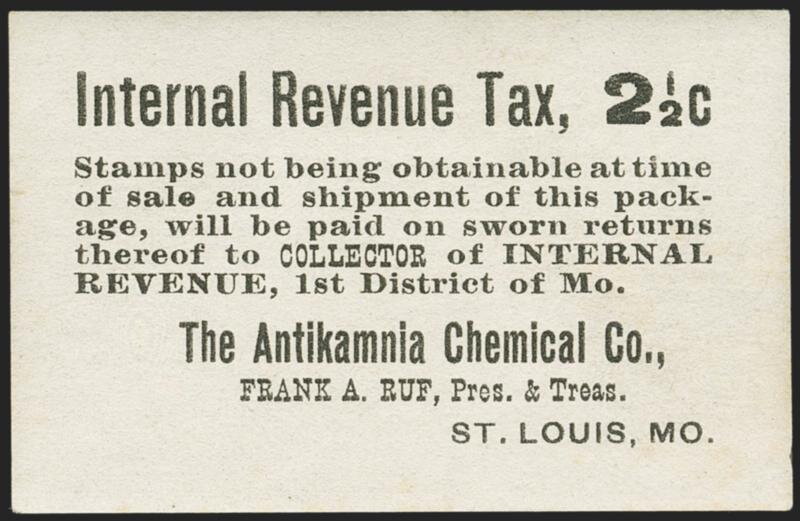 Internal Revenue Tax, 2½c
Stamps not being obtainable at time
of sale and shipment of this pack-
age, will be paid on sworn returns
thereof to COLLECTOR of INTERNAL
REVENUE, 1st District of Mo.
The Antikamnia Chemical Co.,
FRANK A. RUF, Pres. & Treas.
ST. LOUIS, MO.